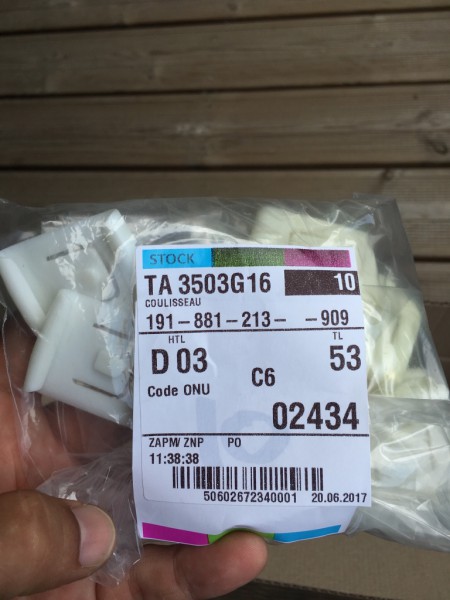 STOCK
TA 3503G16 10
COULISSEAU
191-881-213- -909
HTL TL
D 03 53
C6
Code ONU
02434
ZAPM/ ZNP PO
11:38:38
50602672340001 20.06.2017